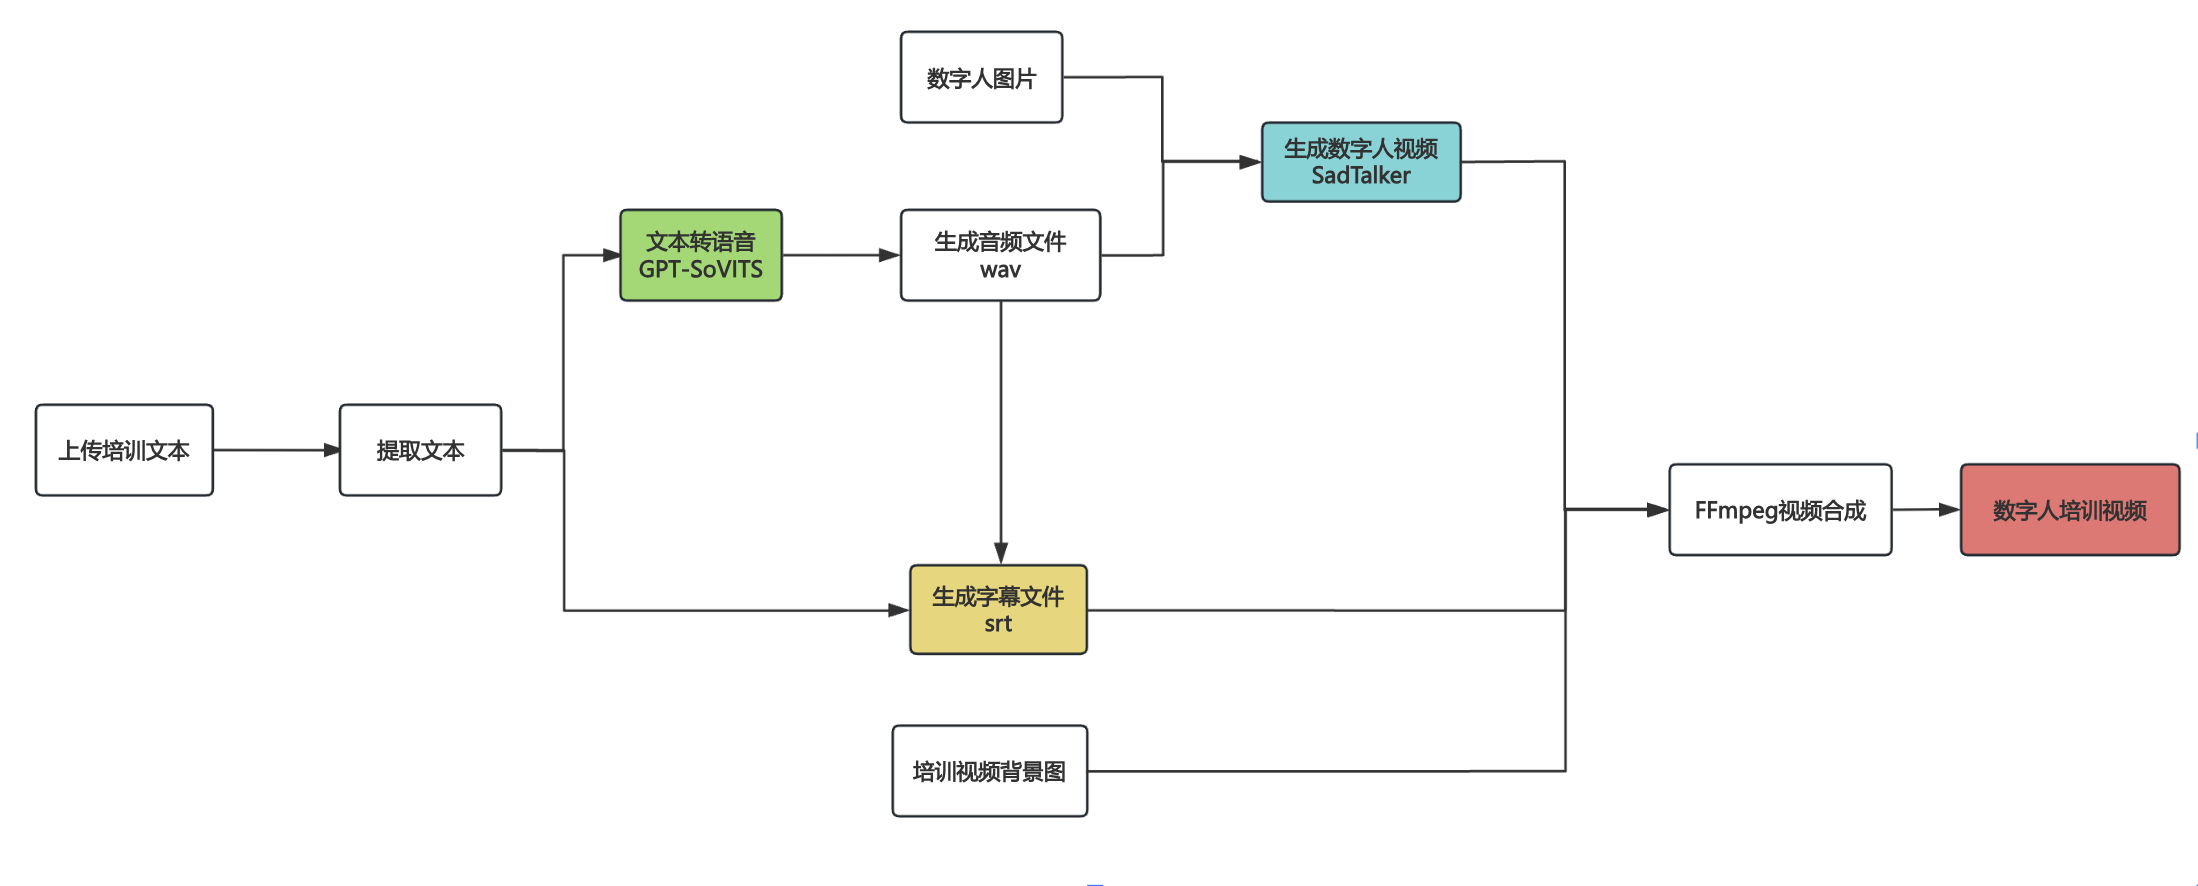 数字人图片
生成数字人视频
SadTalker
文本转语音
GPT-SoVITS
生成音频文件
wav
上传培训文本
提取文本
FFmpeg视频合成
数字人培训视频
生成字幕文件
srt
培训视频背景图